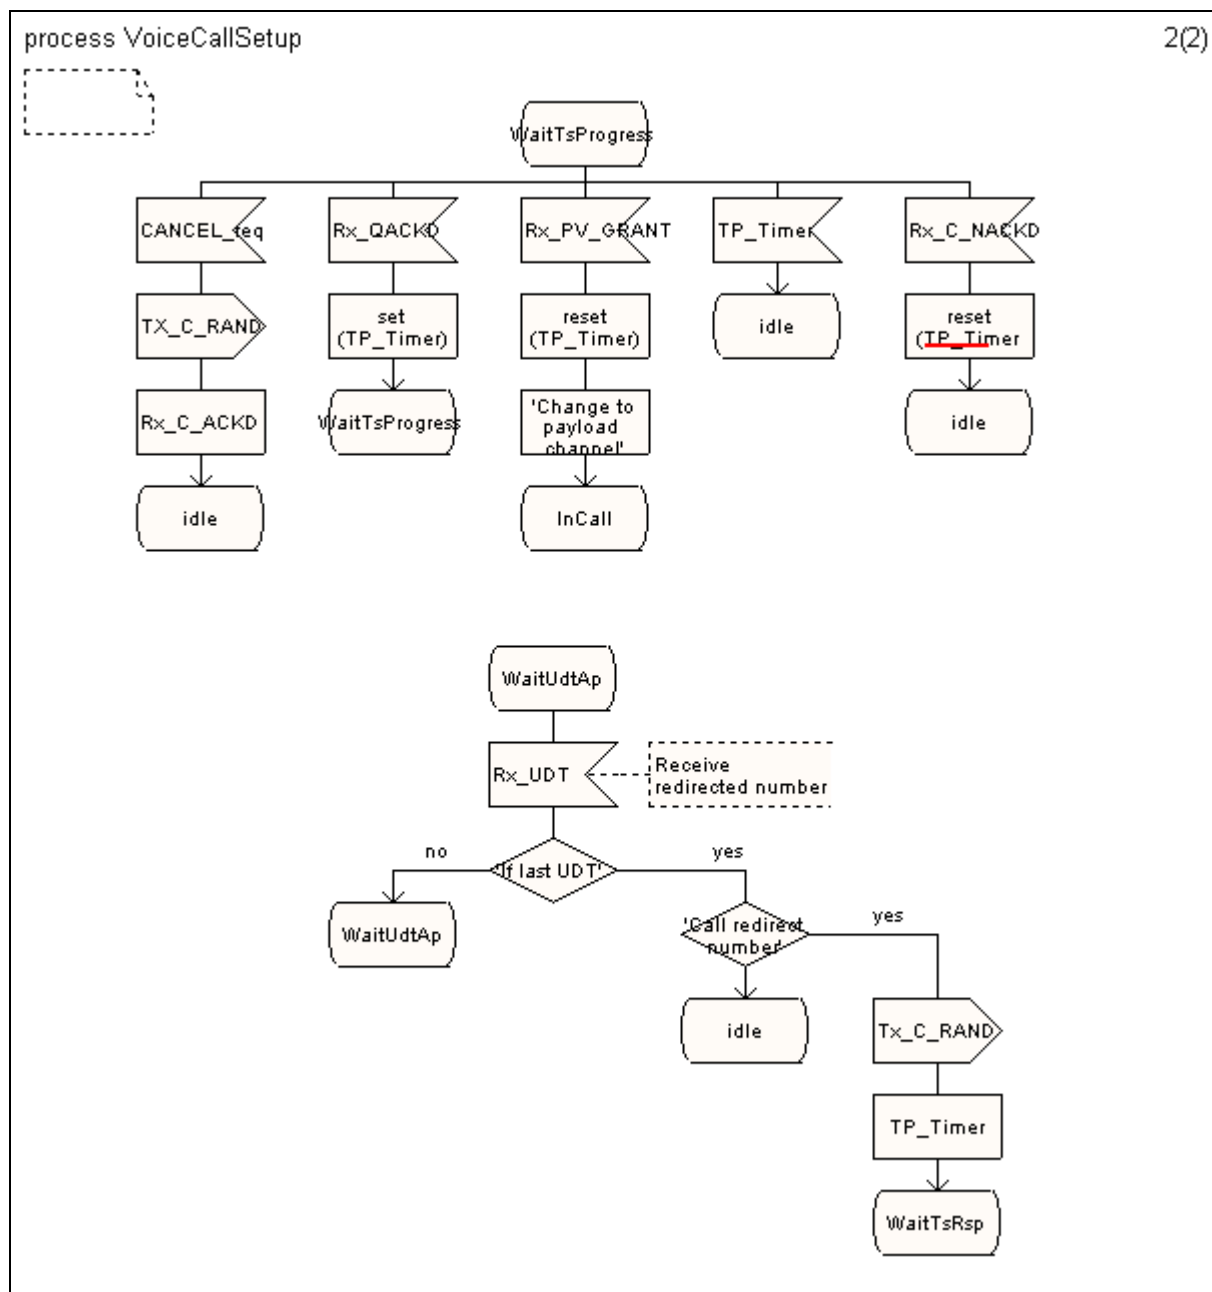 process VoiceCallSetup
2(2)
WaitTsProgress
CANCEL_req
Rx_QACKD
Rx_PV_GRANT
TP_Timer
Rx_C_NACKD
TX_C_RAND
set
(TP_Timer)
reset
(TP_Timer)
idle
reset
(TP_Timer
Rx_C_ACKD
WaitTsProgress
'Change to
payload
channel'
idle
idle
InCall
WaitUdtAp
Rx_UDT
Receive
redirected number
no
'If last UDT'
yes
WaitUdtAp
'Call redirect
number'
yes
idle
Tx_C_RAND
TP_Timer
WaitTsRsp